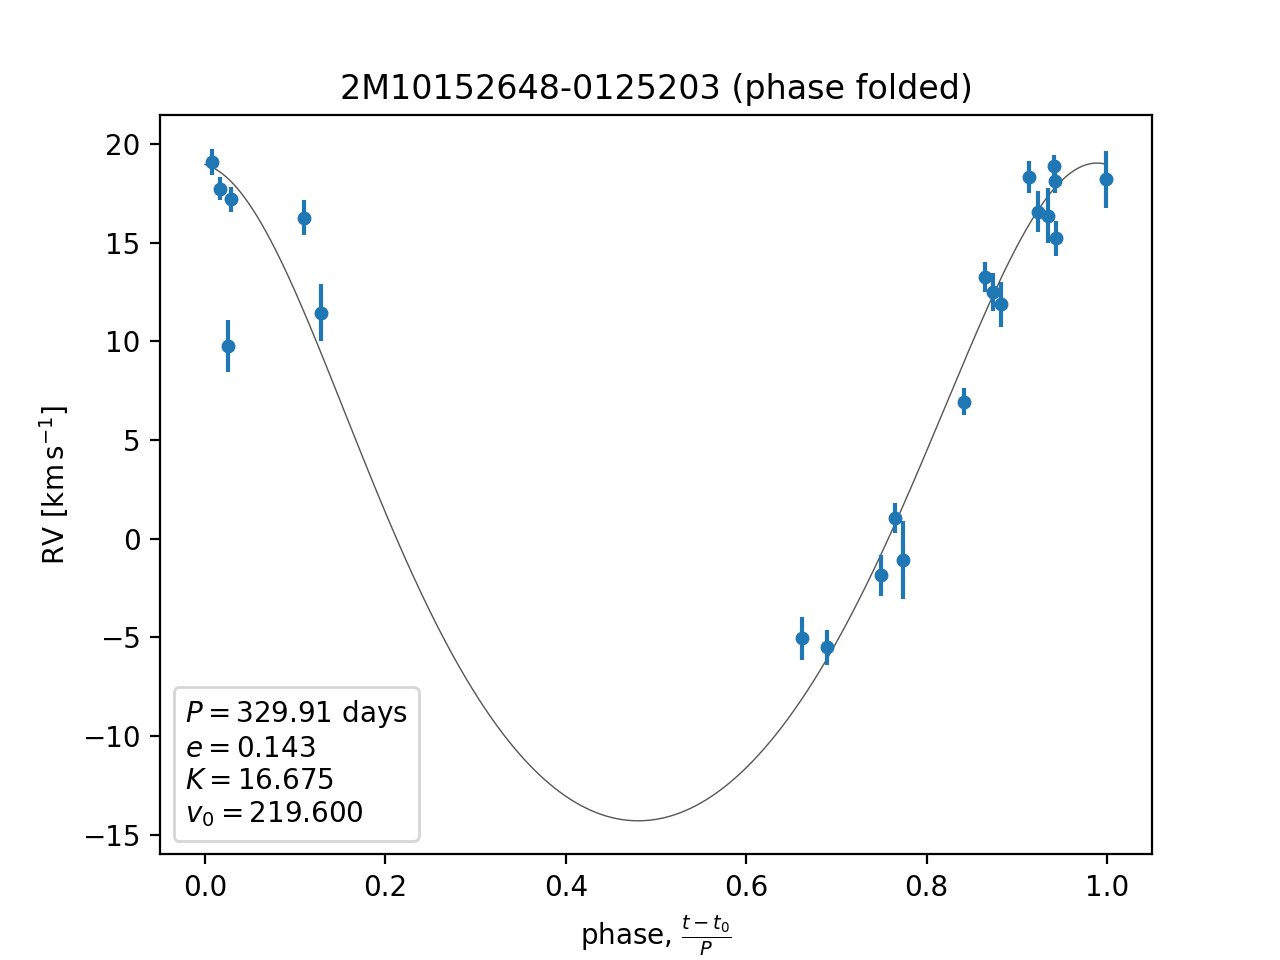 2M10152648-0125203 (phase folded)
20
15
10
5
0
−5
−10
−15
RV [km s⁻¹]
P = 329.91 days
e = 0.143
K = 16.675
v₀ = 219.600
0.0 0.2 0.4 0.6 0.8 1.0
phase, (t − t₀)/P